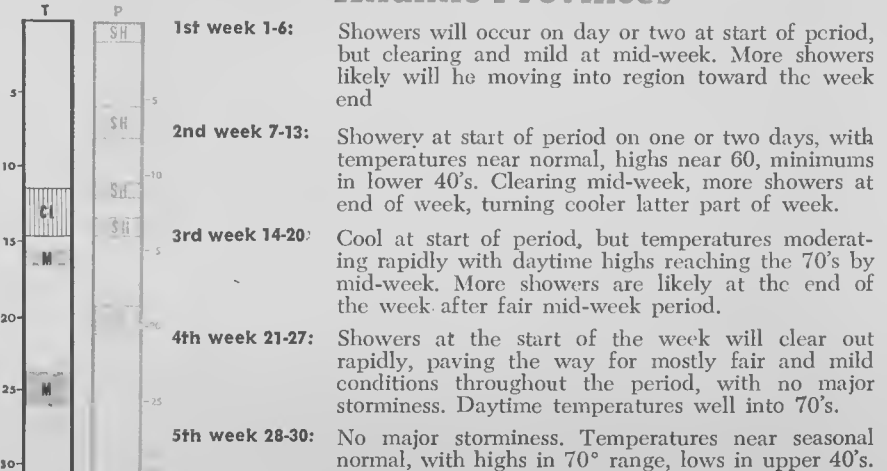 T
P
SH
5
5
SH
10
10
SH
Cl
SH
15
5
M
20
25
M
25
30
1st week 1-6: Showers will occur on day or two at start of period,
but clearing and mild at mid-week. More showers
likely will he moving into region toward the week
end
2nd week 7-13: Showery at start of period on one or two days, with
temperatures near normal, highs near 60, minimums
in lower 40's. Clearing mid-week, more showers at
end of week, turning cooler latter part of week.
3rd week 14-20: Cool at start of period, but temperatures moderat-
ing rapidly with daytime highs reaching the 70's by
mid-week. More showers are likely at the end of
the week after fair mid-week period.
4th week 21-27: Showers at the start of the week will clear out
rapidly, paving the way for mostly fair and mild
conditions throughout the period, with no major
storminess. Daytime temperatures well into 70's.
5th week 28-30: No major storminess. Temperatures near seasonal
normal, with highs in 70° range, lows in upper 40's.